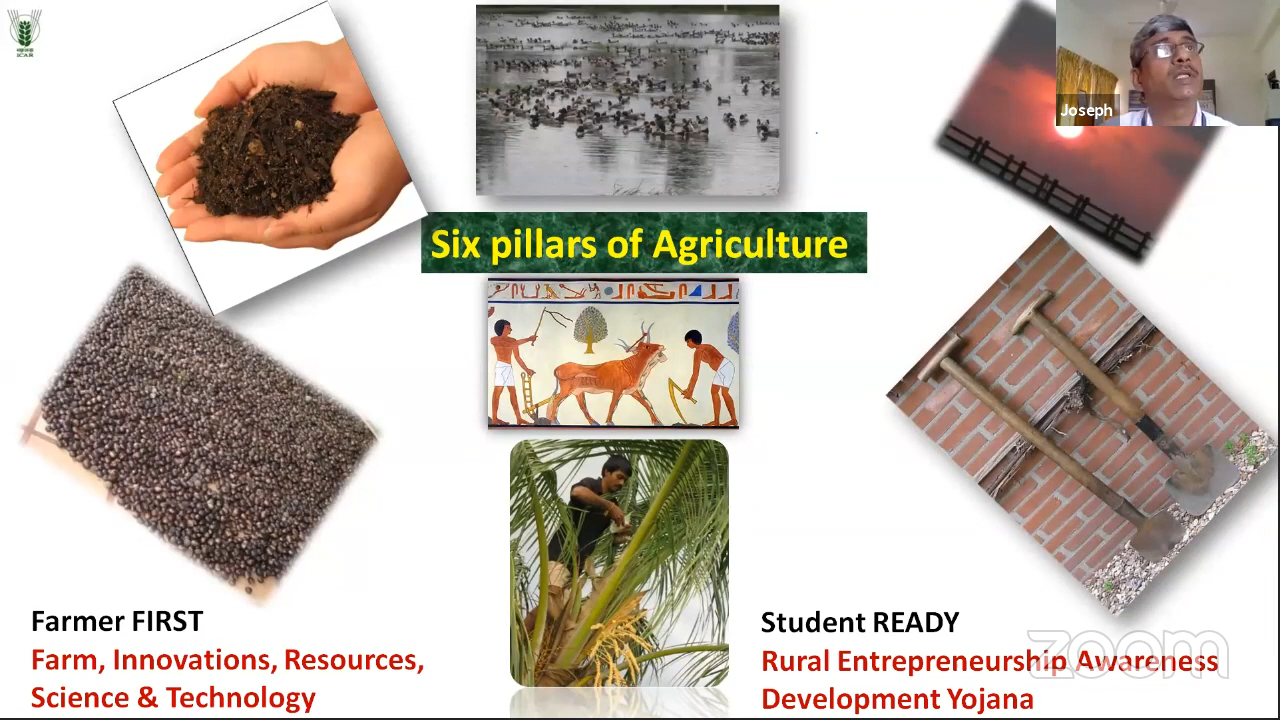 ICAR
Joseph
Six pillars of Agriculture
Farmer FIRST
Farm, Innovations, Resources,
Science & Technology
Student READY
Rural Entrepreneurship Awareness
Development Yojana
zoom